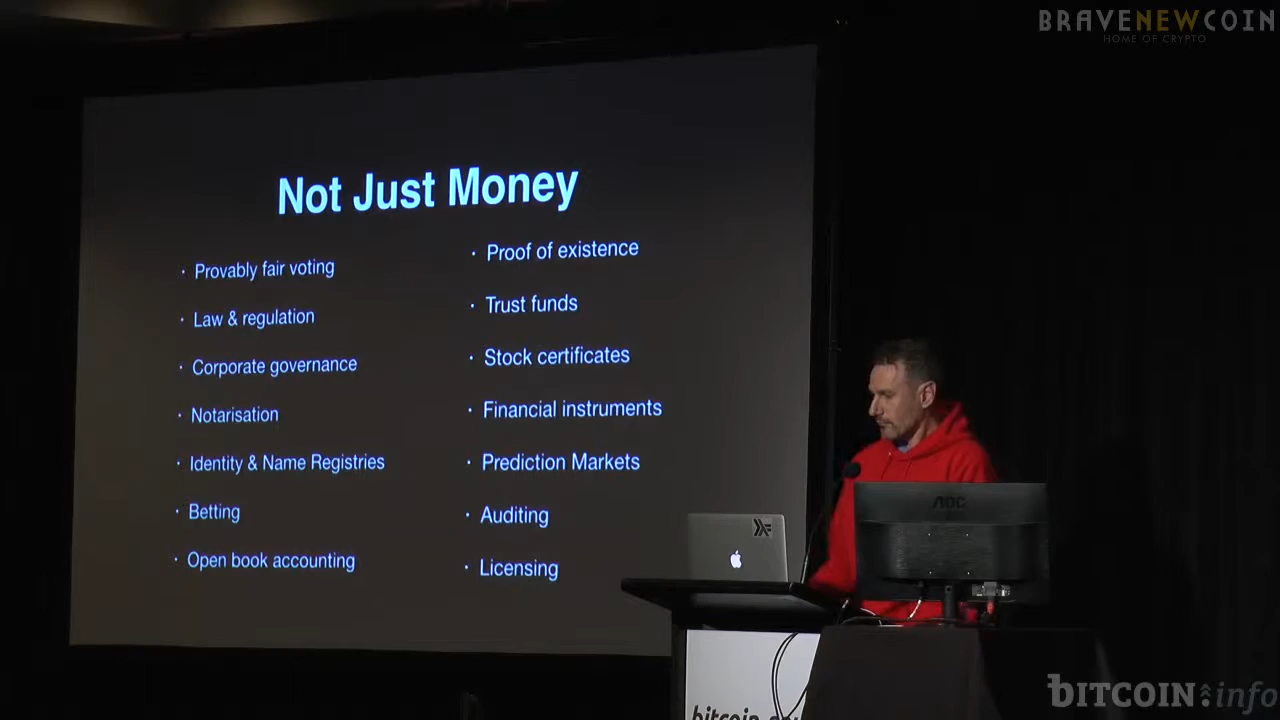 BRAVENEWCOIN
HOME OF CRYPTO
Not Just Money
· Provably fair voting
· Law & regulation
· Corporate governance
· Notarisation
· Identity & Name Registries
· Betting
· Open book accounting
· Proof of existence
· Trust funds
· Stock certificates
· Financial instruments
· Prediction Markets
· Auditing
· Licensing
AOC
bitcoin
BITCOIN:info